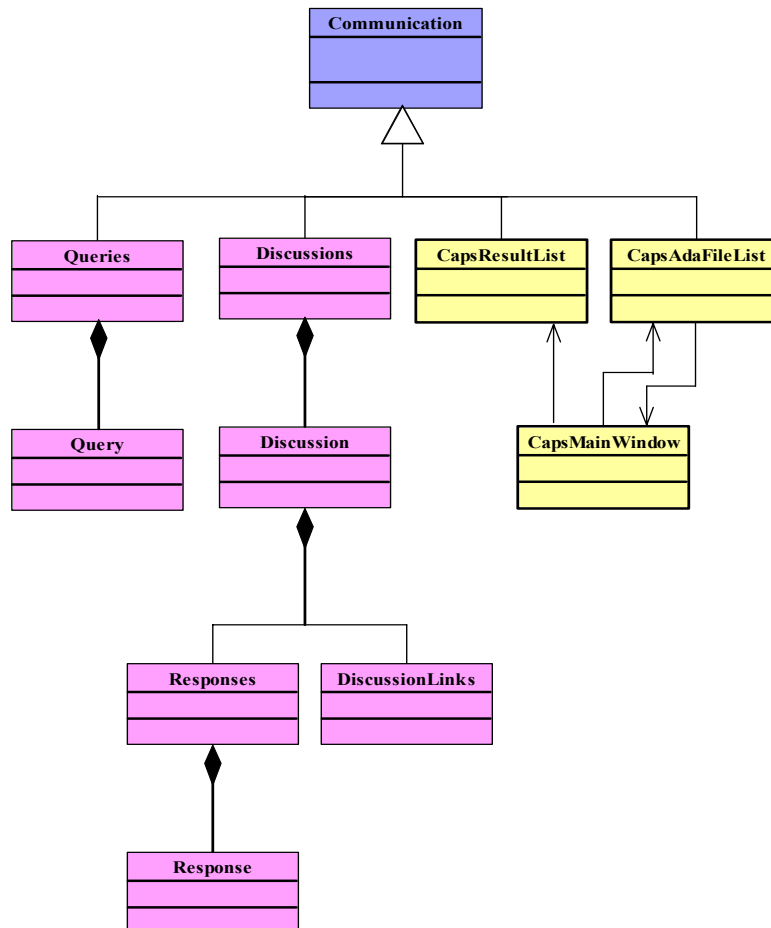 Communication
Queries
Discussions
CapsResultList
CapsAdaFileList
Query
Discussion
CapsMainWindow
Responses
DiscussionLinks
Response